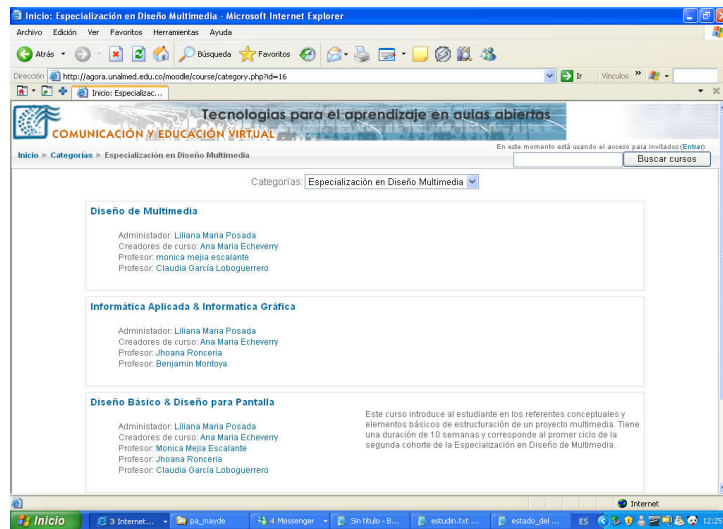 Inicio: Especialización en Diseño Multimedia - Microsoft Internet Explorer
Archivo Edición Ver Favoritos Herramientas Ayuda
Atrás Búsqueda Favoritos
Dirección http://agora.unalmed.edu.co/moodle/course/category.php?id=16 Ir Vínculos »
Inicio: Especializac...
Tecnologías para el aprendizaje en aulas abiertas
COMUNICACIÓN Y EDUCACIÓN VIRTUAL
En este momento está usando el acceso para invitados (Entrar)
Inicio ► Categorías ► Especialización en Diseño Multimedia
Buscar cursos
Categorías: Especialización en Diseño Multimedia
Diseño de Multimedia
Administador: Liliana Maria Posada
Creadores de curso: Ana Maria Echeverry
Profesor: monica mejia escalante
Profesor: Claudia García Loboguerrero
Informática Aplicada & Informatica Gráfica
Administador: Liliana Maria Posada
Creadores de curso: Ana Maria Echeverry
Profesor: Jhoana Ronceria
Profesor: Benjamin Montoya
Diseño Básico & Diseño para Pantalla
Administador: Liliana Maria Posada
Creadores de curso: Ana Maria Echeverry
Profesor: Monica Mejia Escalante
Profesor: Jhoana Ronceria
Profesor: Claudia García Loboguerrero
Este curso introduce al estudiante en los referentes conceptuales y
elementos básicos de estructuración de un proyecto multimedia. Tiene
una duración de 10 semanas y corresponde al promer ciclo de la
segunda cohorte de la Especialización en Diseño de Multimedia.
Internet
Inicio 3 Internet... pa_mayde 4 Messenger Sin título - B... estudin.txt ... estado_del ... ES 12:25